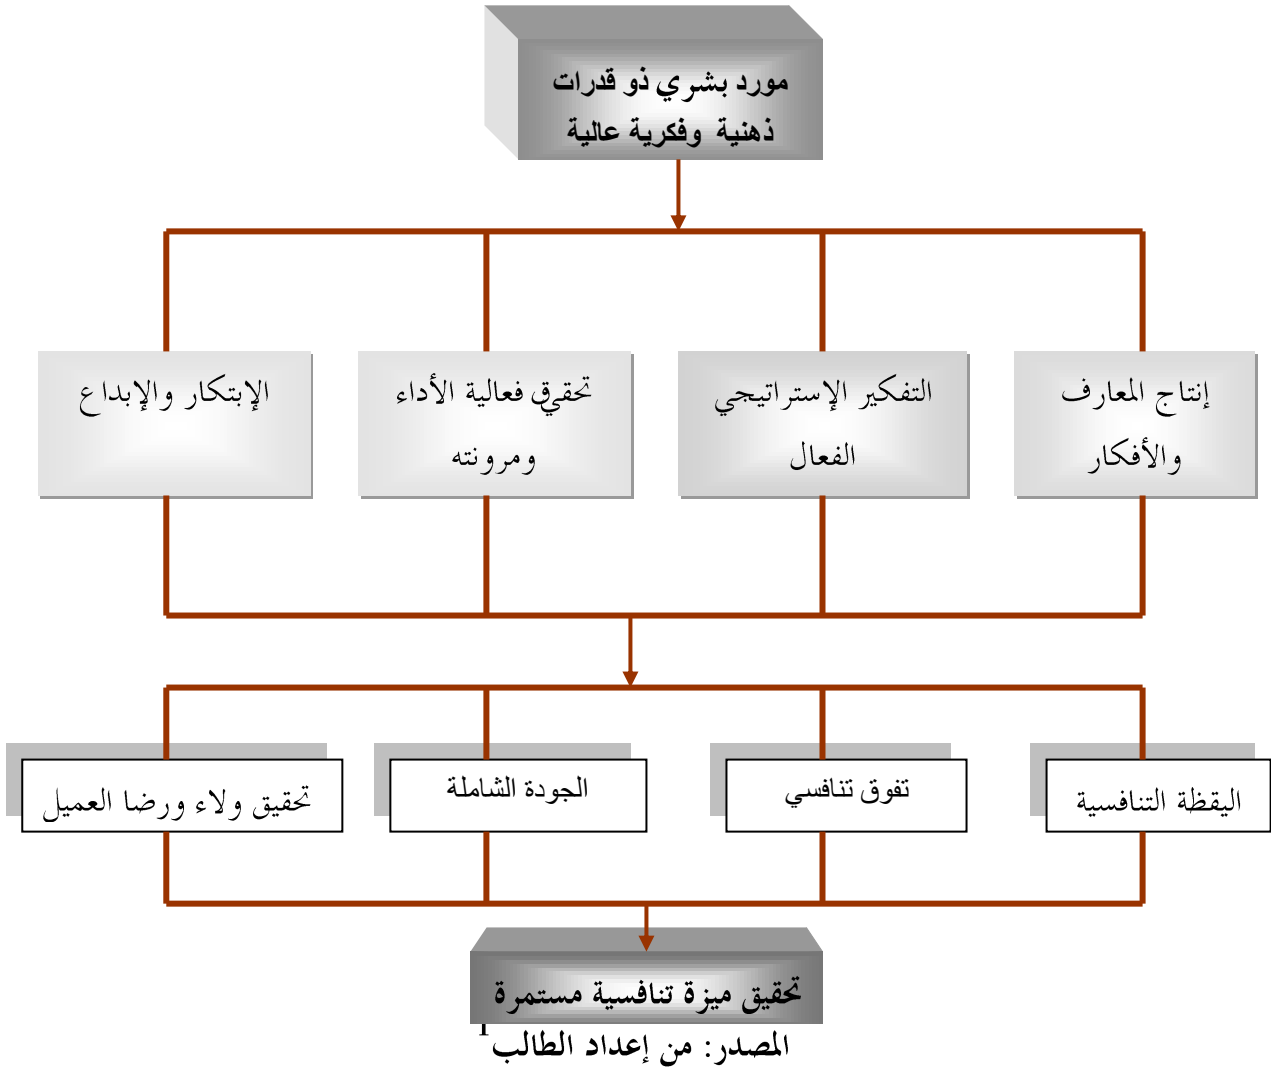 مورد بشري ذو قدرات
ذهنية وفكرية عالية
إنتاج المعارف
والأفكار
التفكير الإستراتيجي
الفعال
تحقيق فعالية الأداء
ومرونته
الإبتكار والإبداع
اليقظة التنافسية
تفوق تنافسي
الجودة الشاملة
تحقيق ولاء ورضا العميل
تحقيق ميزة تنافسية مستمرة
المصدر: من إعداد الطالب